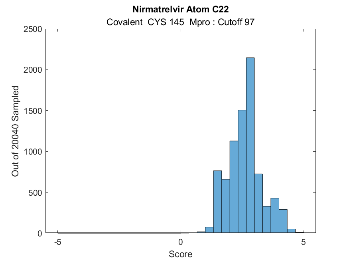 Nirmatrelvir Atom C22
Covalent CYS 145 Mpro : Cutoff 97
Out of 20040 Sampled
2500
2000
1500
1000
500
0
-5
0
5
Score